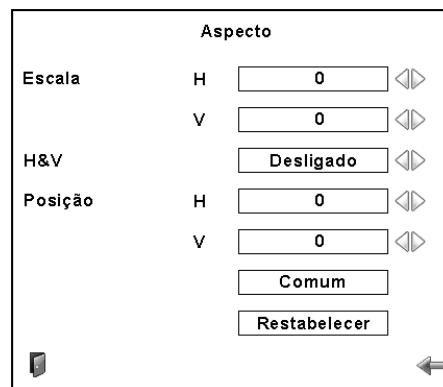 Aspecto
Escala H 0
V 0
H&V Desligado
Posição H 0
V 0
Comum
Restabelecer